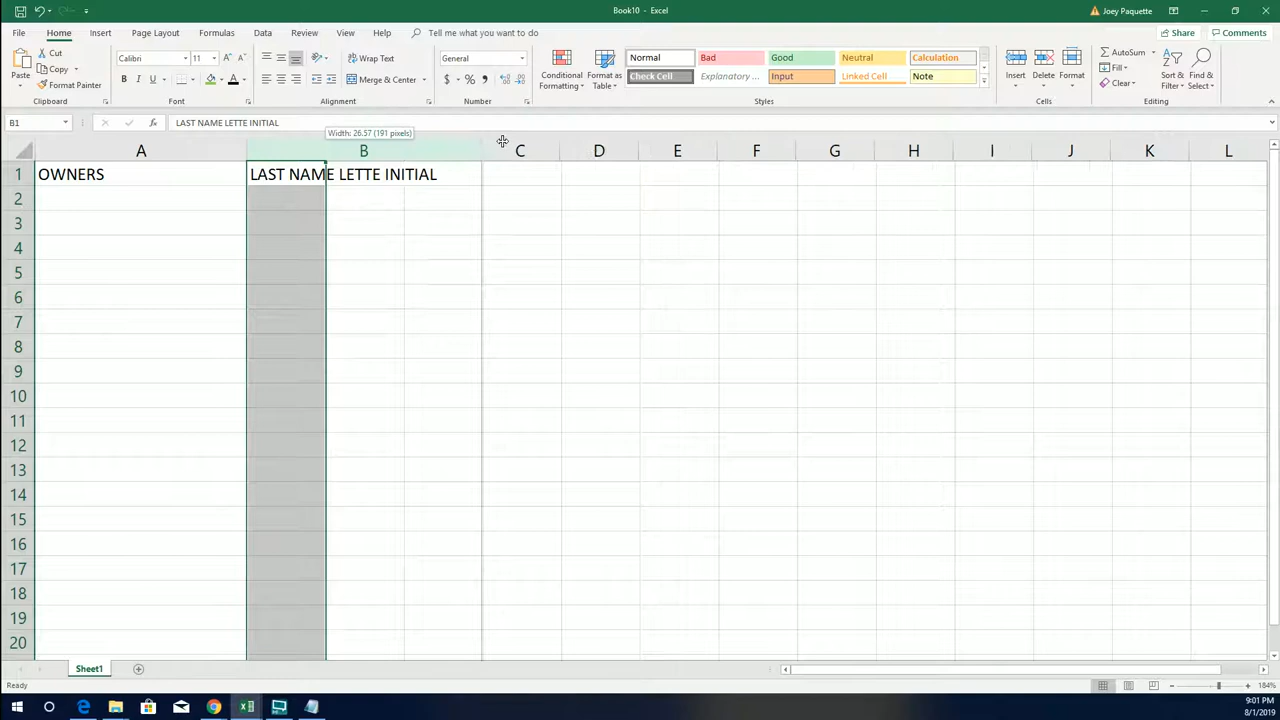 Book10 - Excel
Joey Paquette
File Home Insert Page Layout Formulas Data Review View Help Tell me what you want to do
Share Comments
Paste
Cut
Copy
Format Painter
Clipboard
Calibri 11
B I U
Font
Wrap Text
Merge & Center
Alignment
General
$ % ,
Number
Conditional Formatting
Format as Table
Normal Bad Good Neutral Calculation
Check Cell Explanatory ... Input Linked Cell Note
Styles
Insert Delete Format
Cells
AutoSum
Fill
Clear
Sort & Filter
Find & Select
Editing
B1 fx LAST NAME LETTE INITIAL
Width: 26.57 (191 pixels)
A B C D E F G H I J K L
1 OWNERS LAST NAME LETTE INITIAL
2
3
4
5
6
7
8
9
10
11
12
13
14
15
16
17
18
19
20
Sheet1
Ready 184%
9:01 PM
8/1/2019